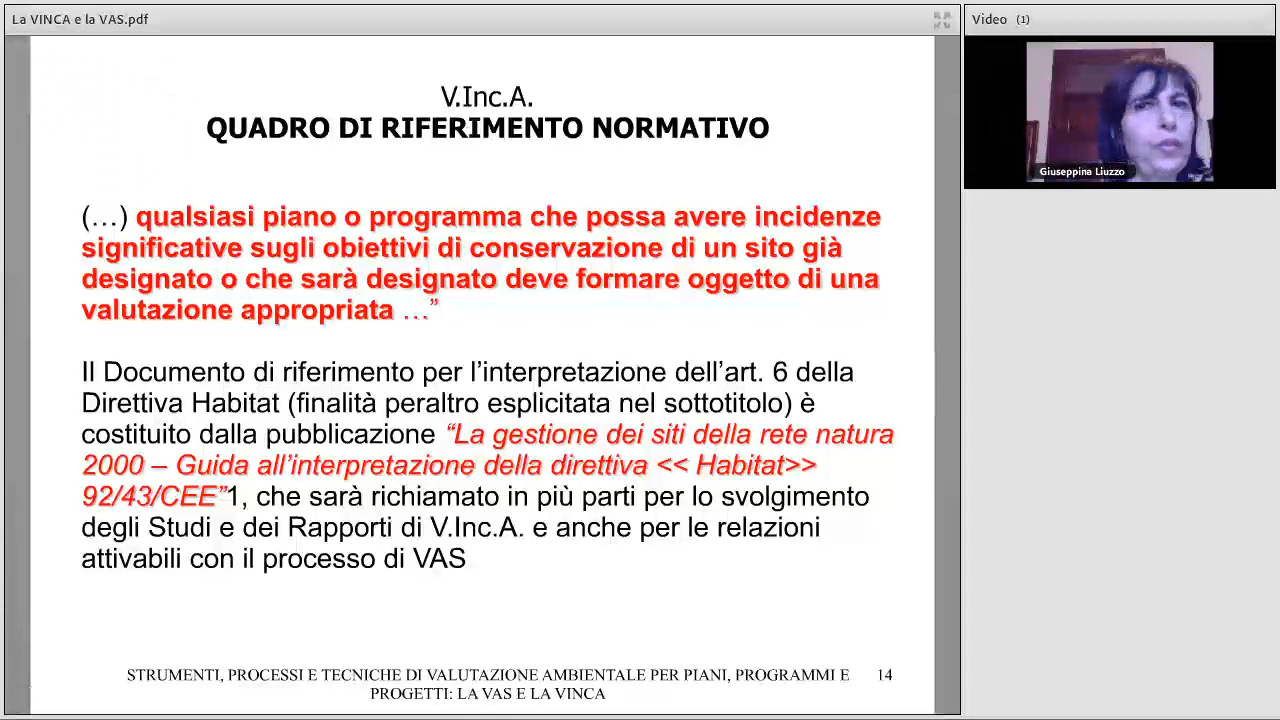 La VINCA e la VAS.pdf
Video (1)
Giuseppina Liuzzo
V.Inc.A.
QUADRO DI RIFERIMENTO NORMATIVO
(…) qualsiasi piano o programma che possa avere incidenze
significative sugli obiettivi di conservazione di un sito già
designato o che sarà designato deve formare oggetto di una
valutazione appropriata …”
Il Documento di riferimento per l’interpretazione dell’art. 6 della
Direttiva Habitat (finalità peraltro esplicitata nel sottotitolo) è
costituito dalla pubblicazione “La gestione dei siti della rete natura
2000 – Guida all’interpretazione della direttiva << Habitat>>
92/43/CEE”1, che sarà richiamato in più parti per lo svolgimento
degli Studi e dei Rapporti di V.Inc.A. e anche per le relazioni
attivabili con il processo di VAS
STRUMENTI, PROCESSI E TECNICHE DI VALUTAZIONE AMBIENTALE PER PIANI, PROGRAMMI E
PROGETTI: LA VAS E LA VINCA
14